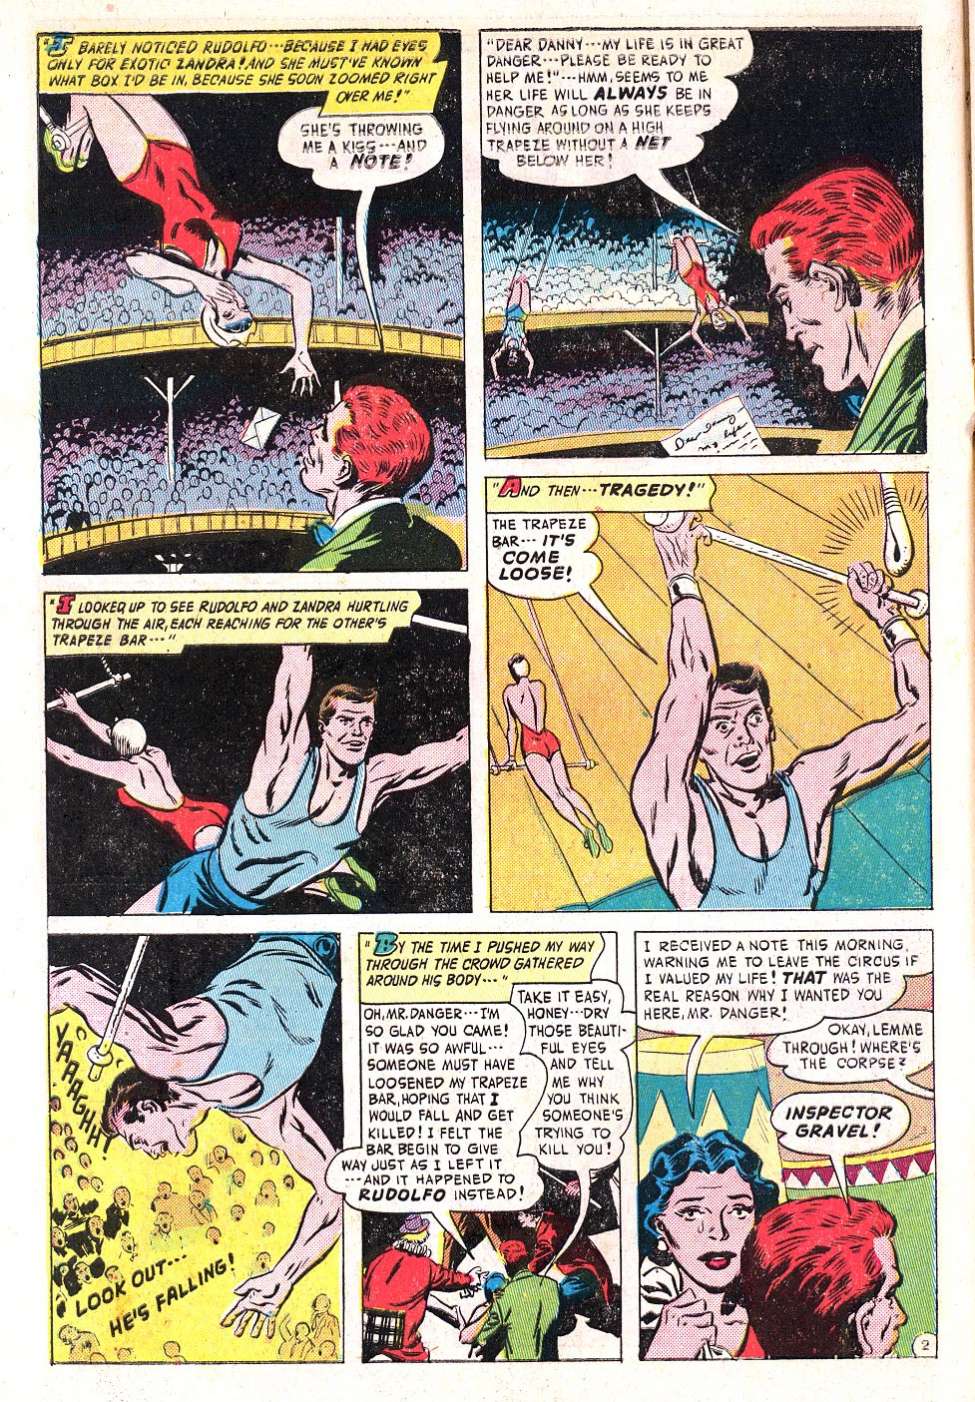 "I BARELY NOTICED RUDOLFO---BECAUSE I HAD EYES
ONLY FOR EXOTIC ZANDRA! AND SHE MUST'VE KNOWN
WHAT BOX I'D BE IN, BECAUSE SHE SOON ZOOMED RIGHT
OVER ME!"
SHE'S THROWING
ME A KISS---AND
A NOTE!
"DEAR DANNY---MY LIFE IS IN GREAT
DANGER---PLEASE BE READY TO
HELP ME!"---HMM, SEEMS TO ME
HER LIFE WILL ALWAYS BE IN
DANGER AS LONG AS SHE KEEPS
FLYING AROUND ON A HIGH
TRAPEZE WITHOUT A NET
BELOW HER!
Dear Danny
my life
"I LOOKED UP TO SEE RUDOLFO AND ZANDRA HURTLING
THROUGH THE AIR, EACH REACHING FOR THE OTHER'S
TRAPEZE BAR---"
"AND THEN---TRAGEDY!"
THE TRAPEZE
BAR---IT'S
COME
LOOSE!
YAAAGHH!
LOOK OUT---
HE'S FALLING!
"BY THE TIME I PUSHED MY WAY
THROUGH THE CROWD GATHERED
AROUND HIS BODY---"
OH, MR. DANGER---I'M
SO GLAD YOU CAME!
IT WAS SO AWFUL---
SOMEONE MUST HAVE
LOOSENED MY TRAPEZE
BAR, HOPING THAT I
WOULD FALL AND GET
KILLED! I FELT THE
BAR BEGIN TO GIVE
WAY JUST AS I LEFT IT
---AND IT HAPPENED TO
RUDOLFO INSTEAD!
TAKE IT EASY,
HONEY---DRY
THOSE BEAUTI-
FUL EYES
AND TELL
ME WHY
YOU THINK
SOMEONE'S
TRYING TO
KILL YOU!
I RECEIVED A NOTE THIS MORNING,
WARNING ME TO LEAVE THE CIRCUS IF
I VALUED MY LIFE! THAT WAS THE
REAL REASON WHY I WANTED YOU
HERE, MR. DANGER!
OKAY, LEMME
THROUGH! WHERE'S
THE CORPSE?
INSPECTOR
GRAVEL!
2